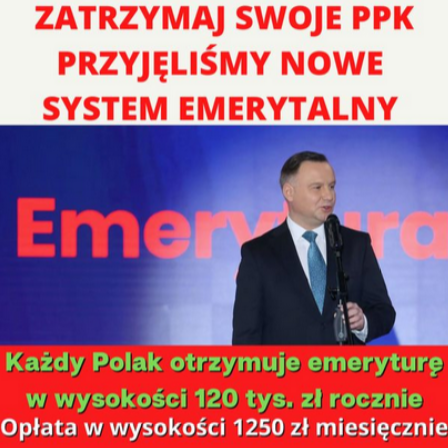 ZATRZYMAJ SWOJE PPK
PRZYJĘLIŚMY NOWE
SYSTEM EMERYTALNY
Emerytura
Każdy Polak otrzymuje emeryturę
w wysokości 120 tys. zł rocznie
Opłata w wysokości 1250 zł miesięcznie